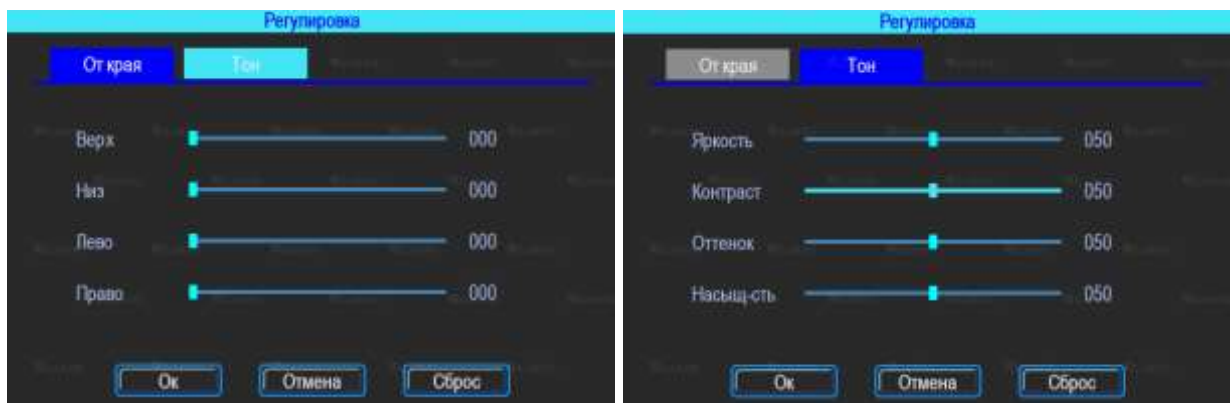 Регулировка
От края Тон
Верх 000
Низ 000
Лево 000
Право 000
Ок Отмена Сброс
Регулировка
От края Тон
Яркость 050
Контраст 050
Оттенок 050
Насыщ-сть 050
Ок Отмена Сброс